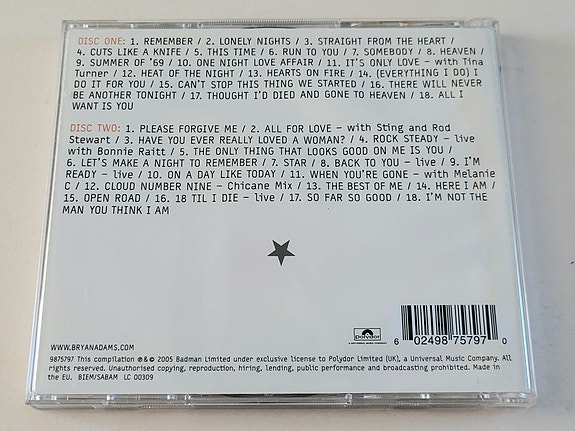 DISC ONE: 1. REMEMBER / 2. LONELY NIGHTS / 3. STRAIGHT FROM THE HEART /
4. CUTS LIKE A KNIFE / 5. THIS TIME / 6. RUN TO YOU / 7. SOMEBODY / 8. HEAVEN /
9. SUMMER OF '69 / 10. ONE NIGHT LOVE AFFAIR / 11. IT'S ONLY LOVE – with Tina
Turner / 12. HEAT OF THE NIGHT / 13. HEARTS ON FIRE / 14. (EVERYTHING I DO) I
DO IT FOR YOU / 15. CAN'T STOP THIS THING WE STARTED / 16. THERE WILL NEVER
BE ANOTHER TONIGHT / 17. THOUGHT I'D DIED AND GONE TO HEAVEN / 18. ALL I
WANT IS YOU
DISC TWO: 1. PLEASE FORGIVE ME / 2. ALL FOR LOVE – with Sting and Rod
Stewart / 3. HAVE YOU EVER REALLY LOVED A WOMAN? / 4. ROCK STEADY – live
with Bonnie Raitt / 5. THE ONLY THING THAT LOOKS GOOD ON ME IS YOU /
6. LET'S MAKE A NIGHT TO REMEMBER / 7. STAR / 8. BACK TO YOU – live / 9. I'M
READY – live / 10. ON A DAY LIKE TODAY / 11. WHEN YOU'RE GONE – with Melanie
C / 12. CLOUD NUMBER NINE – Chicane Mix / 13. THE BEST OF ME / 14. HERE I AM /
15. OPEN ROAD / 16. 18 TIL I DIE – live / 17. SO FAR SO GOOD / 18. I'M NOT THE
MAN YOU THINK I AM
Polydor
6 02498 75797 0
WWW.BRYANADAMS.COM
9875797 This compilation ℗ & © 2005 Badman Limited under exclusive license to Polydor Limited (UK), a Universal Music Company. All
rights reserved. Unauthorised copying, reproduction, hiring, lending, public performance and broadcasting prohibited. Made in
the EU. BIEM/SABAM LC 00309